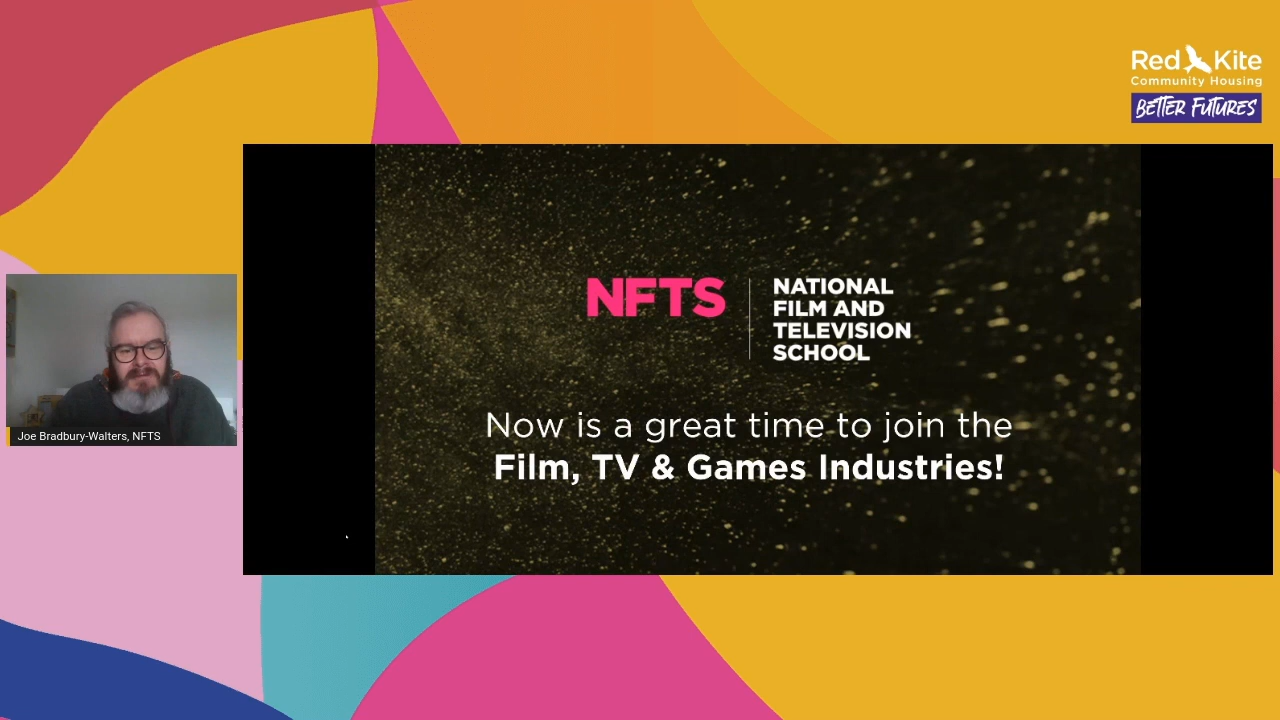 Red Kite
Community Housing
BETTER FUTURES
NFTS
NATIONAL
FILM AND
TELEVISION
SCHOOL
Now is a great time to join the
Film, TV & Games Industries!
Joe Bradbury-Walters, NFTS